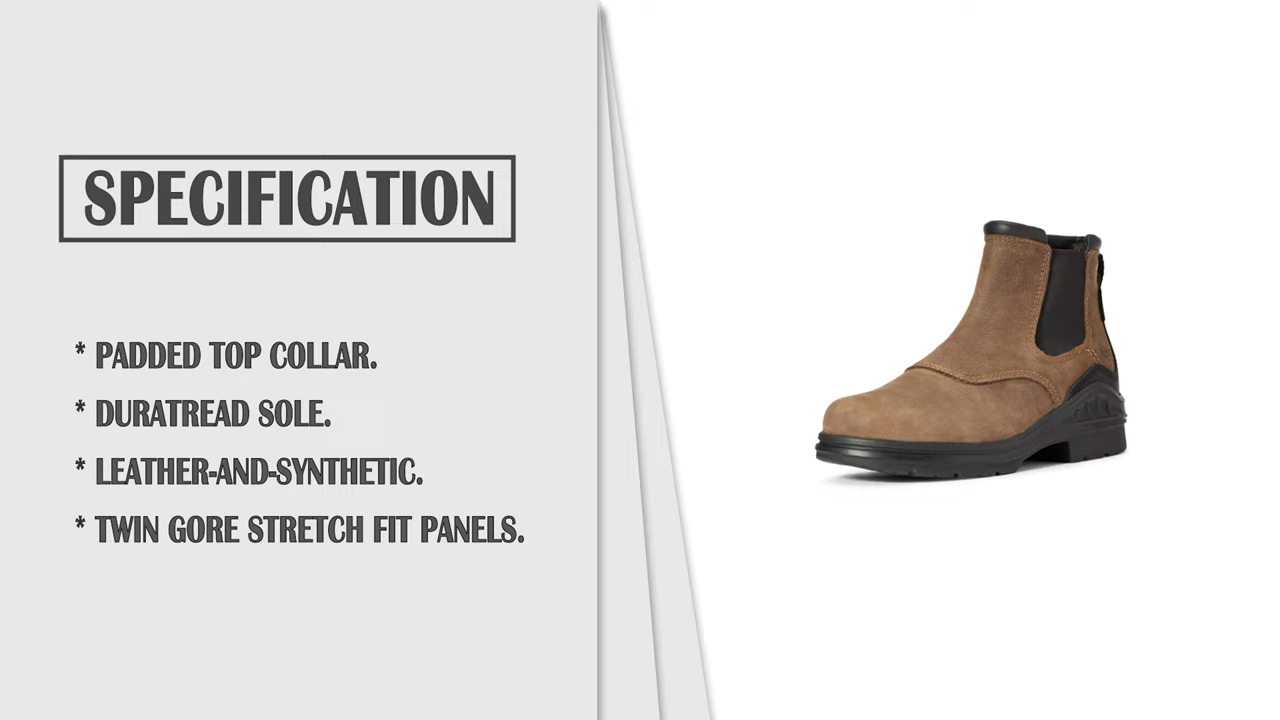 SPECIFICATION
* PADDED TOP COLLAR.
* DURATREAD SOLE.
* LEATHER-AND-SYNTHETIC.
* TWIN GORE STRETCH FIT PANELS.